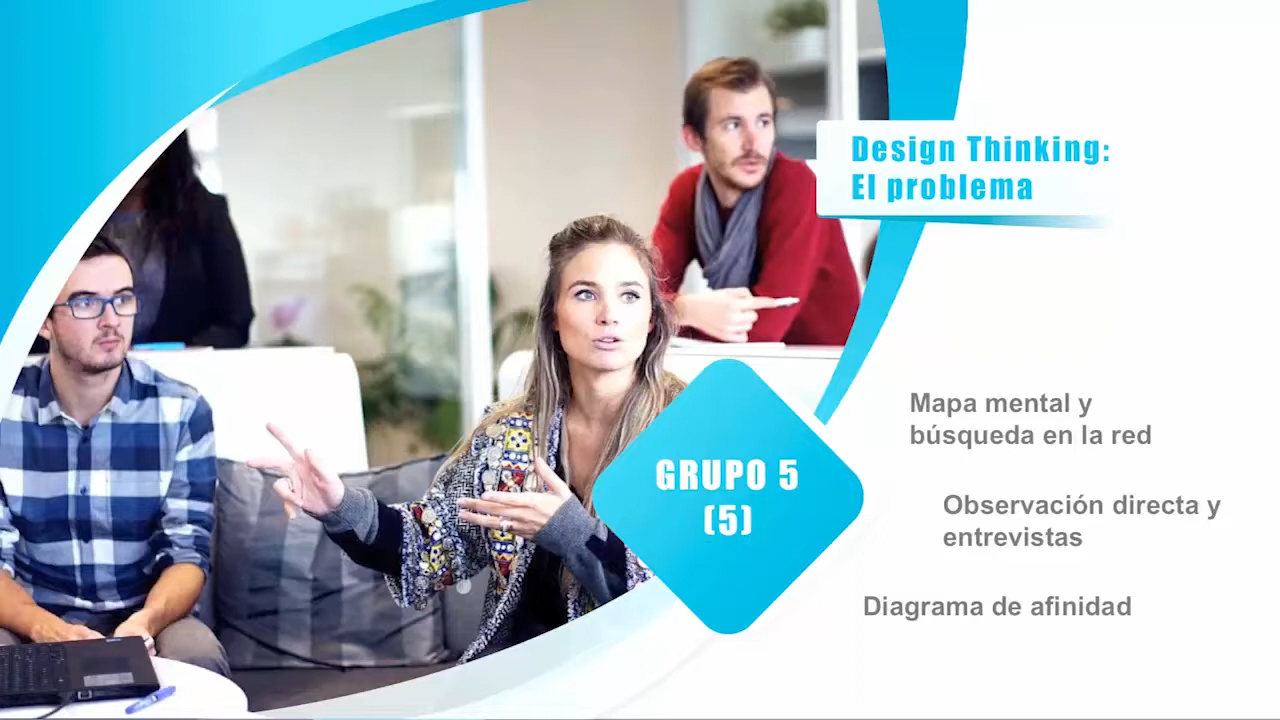 Design Thinking:
El problema
Mapa mental y
búsqueda en la red
GRUPO 5
(5)
Observación directa y
entrevistas
Diagrama de afinidad